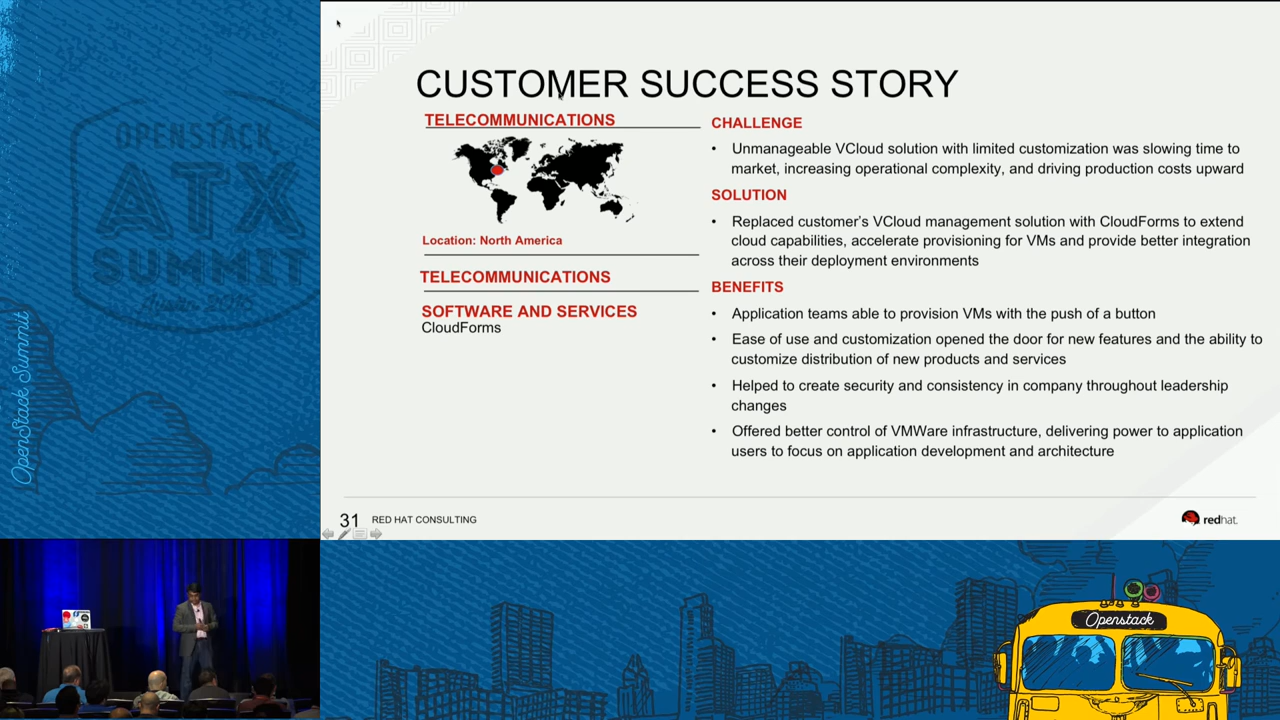 OPENSTACK
ATX
SUMMIT
Austin 2016
OpenStack Summit
CUSTOMER SUCCESS STORY
TELECOMMUNICATIONS
Location: North America
TELECOMMUNICATIONS
SOFTWARE AND SERVICES
CloudForms
CHALLENGE
• Unmanageable VCloud solution with limited customization was slowing time to
market, increasing operational complexity, and driving production costs upward
SOLUTION
• Replaced customer's VCloud management solution with CloudForms to extend
cloud capabilities, accelerate provisioning for VMs and provide better integration
across their deployment environments
BENEFITS
• Application teams able to provision VMs with the push of a button
• Ease of use and customization opened the door for new features and the ability to
customize distribution of new products and services
• Helped to create security and consistency in company throughout leadership
changes
• Offered better control of VMWare infrastructure, delivering power to application
users to focus on application development and architecture
31 RED HAT CONSULTING
redhat.
Openstack